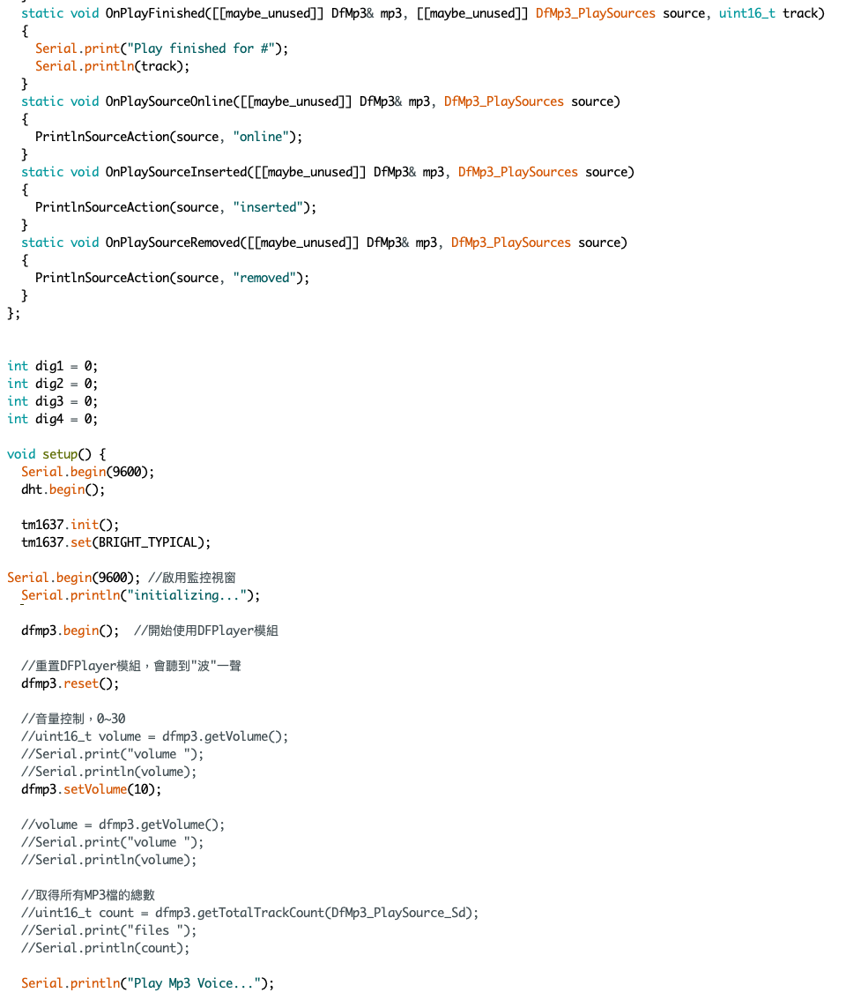 static void OnPlayFinished([[maybe_unused]] DfMp3& mp3, [[maybe_unused]] DfMp3_PlaySources source, uint16_t track)
{
Serial.print("Play finished for #");
Serial.println(track);
}
static void OnPlaySourceOnline([[maybe_unused]] DfMp3& mp3, DfMp3_PlaySources source)
{
PrintlnSourceAction(source, "online");
}
static void OnPlaySourceInserted([[maybe_unused]] DfMp3& mp3, DfMp3_PlaySources source)
{
PrintlnSourceAction(source, "inserted");
}
static void OnPlaySourceRemoved([[maybe_unused]] DfMp3& mp3, DfMp3_PlaySources source)
{
PrintlnSourceAction(source, "removed");
}
};
int dig1 = 0;
int dig2 = 0;
int dig3 = 0;
int dig4 = 0;
void setup() {
Serial.begin(9600);
dht.begin();
tm1637.init();
tm1637.set(BRIGHT_TYPICAL);
Serial.begin(9600); //啟用監控視窗
Serial.println("initializing...");
dfmp3.begin();  //開始使用DFPlayer模組
//重置DFPlayer模組，會聽到"波"一聲
dfmp3.reset();
//音量控制，0~30
//uint16_t volume = dfmp3.getVolume();
//Serial.print("volume ");
//Serial.println(volume);
dfmp3.setVolume(10);
//volume = dfmp3.getVolume();
//Serial.print("volume ");
//Serial.println(volume);
//取得所有MP3檔的總數
//uint16_t count = dfmp3.getTotalTrackCount(DfMp3_PlaySource_Sd);
//Serial.print("files ");
//Serial.println(count);
Serial.println("Play Mp3 Voice...");